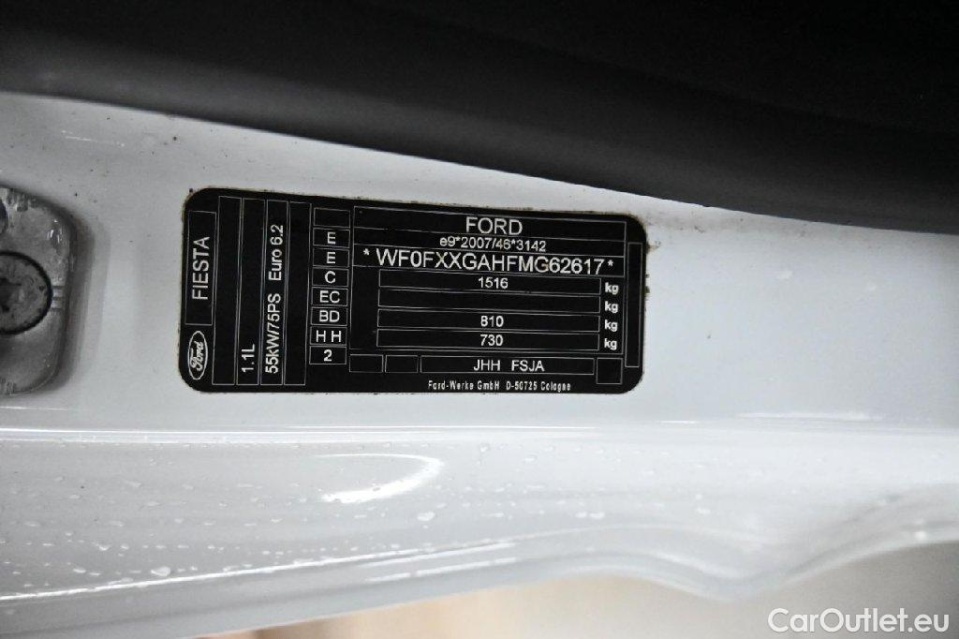 FORD
e9*2007/46*3142
* WF0FXXGAHFMG62617 *
1516 kg
kg
810 kg
730 kg
JHH FSJA
Ford-Werke GmbH D-50725 Cologne
E
E
C
EC
BD
H H
2
FIESTA
Ford
1.1L
55kW/75PS Euro 6.2
CarOutlet.eu